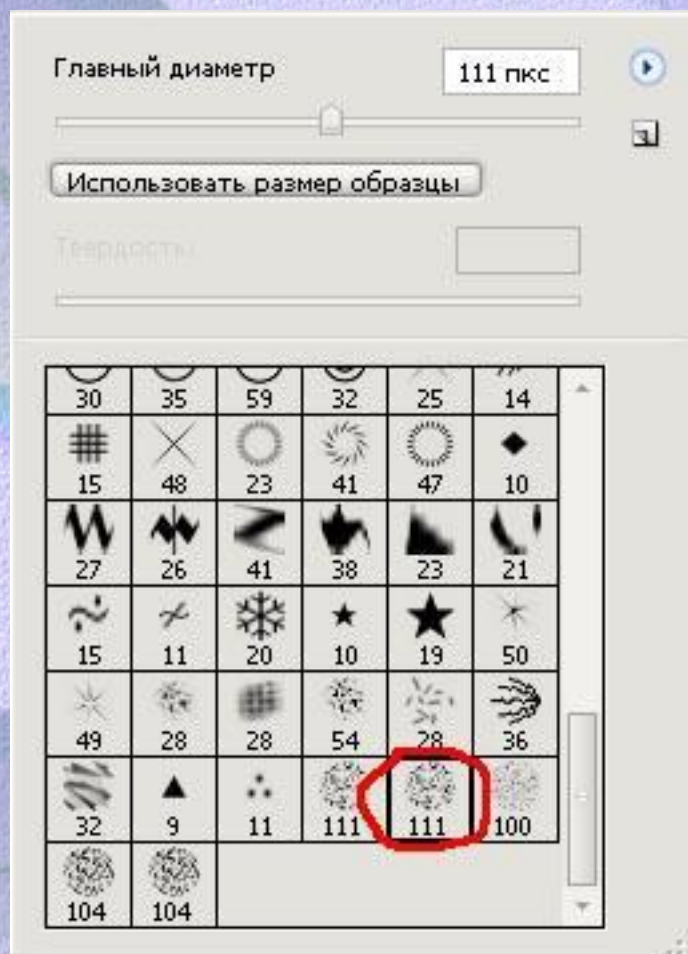 Главный диаметр 111 пкс
Использовать размер образцы
Твердость:
30 35 59 32 25 14
15 48 23 41 47 10
27 26 41 38 23 21
15 11 20 10 19 50
49 28 28 54 28 36
32 9 11 111 111 100
104 104